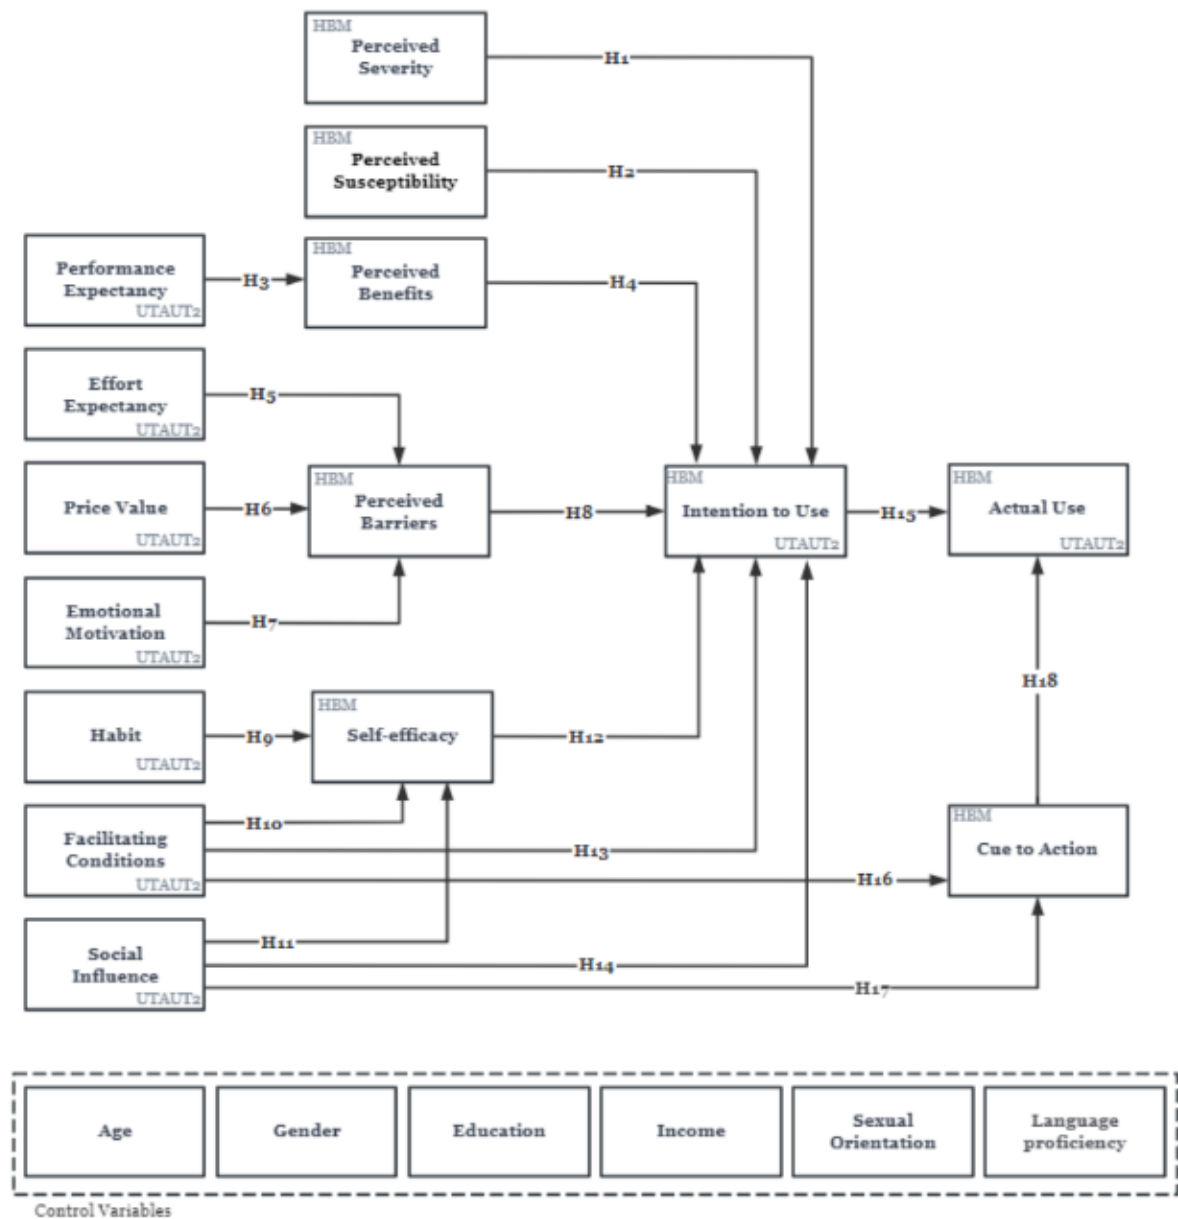 HBM
Perceived
Severity
H1
HBM
Perceived
Susceptibility
H2
Performance
Expectancy
UTAUT2
H3
HBM
Perceived
Benefits
H4
Effort
Expectancy
UTAUT2
H5
Price Value
UTAUT2
H6
HBM
Perceived
Barriers
H8
HBM
Intention to Use
UTAUT2
H15
HBM
Actual Use
UTAUT2
Emotional
Motivation
UTAUT2
H7
Habit
UTAUT2
H9
HBM
Self-efficacy
H12
H18
Facilitating
Conditions
UTAUT2
H10
H13
H16
HBM
Cue to Action
Social
Influence
UTAUT2
H11
H14
H17
Age
Gender
Education
Income
Sexual
Orientation
Language
proficiency
Control Variables